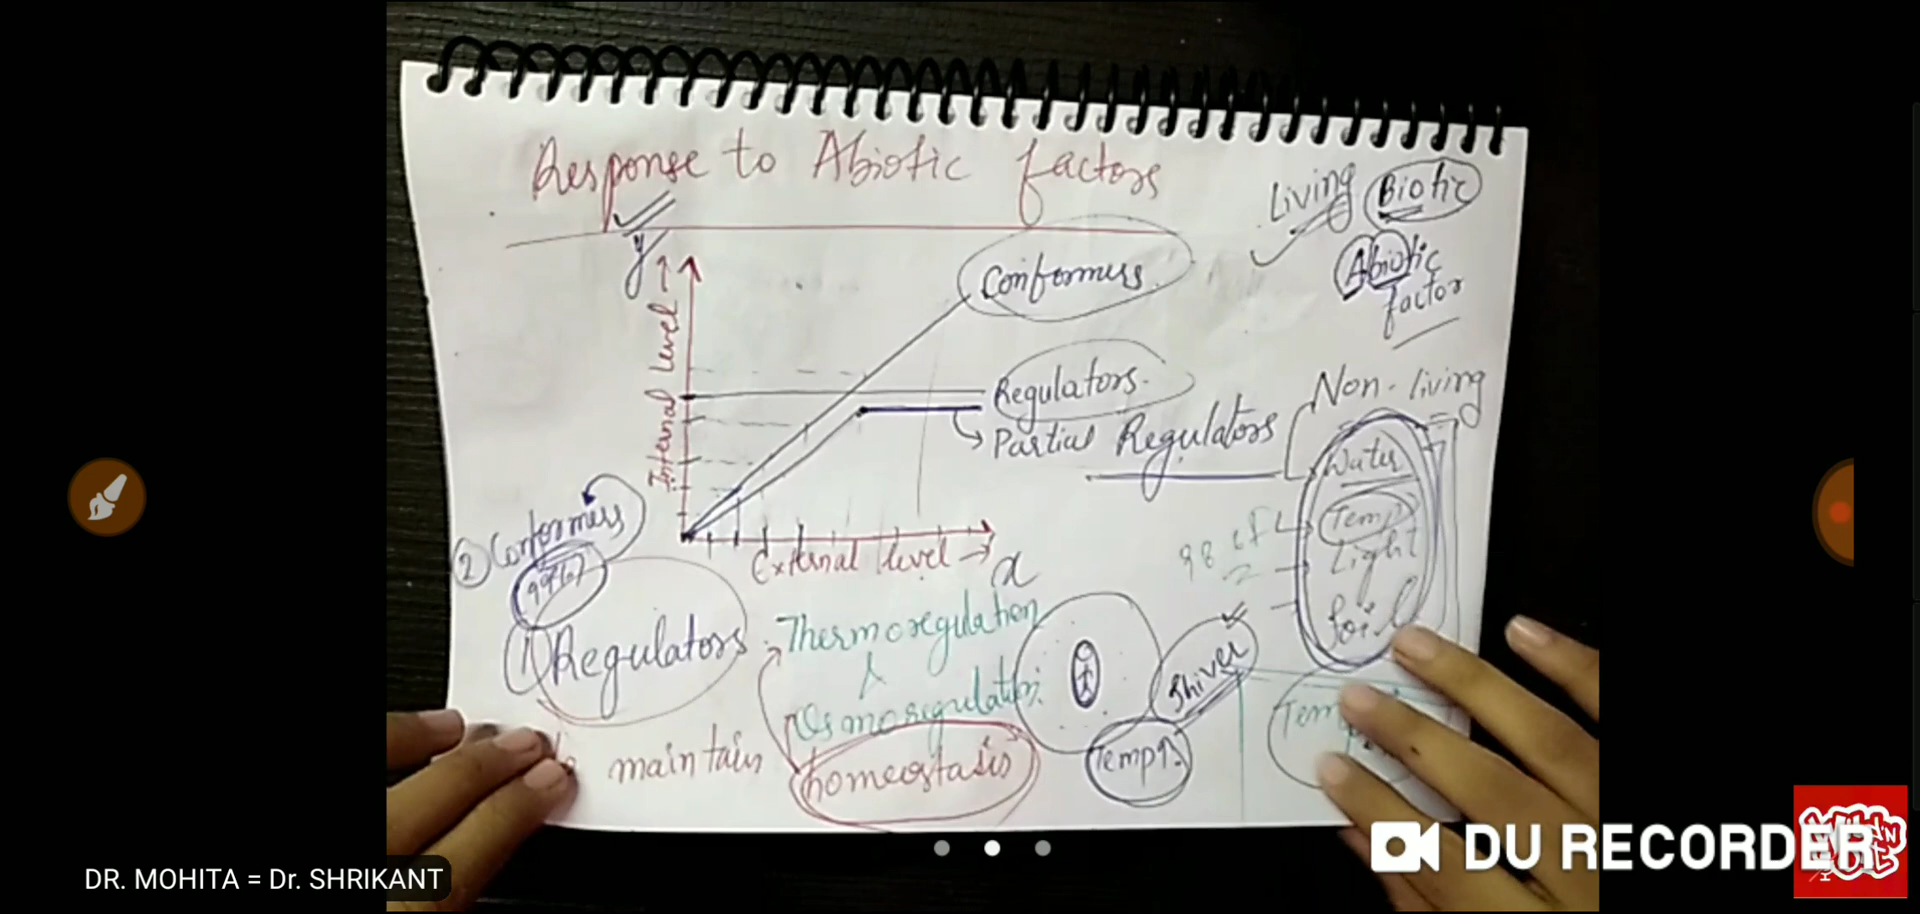 Response to Abiotic factors
Living Biotic
Abiotic
factor
y
Conformers
Internal level →
Regulators.
Partial Regulators
Non-living
Water
Temp
Light
Soil
98
External level →
x
② Conformers
99%
① Regulators
Thermoregulation
Osmoregulation
Shiver
Temp↑
Tem
maintain homeostasis
DU RECORDER
DR. MOHITA = Dr. SHRIKANT